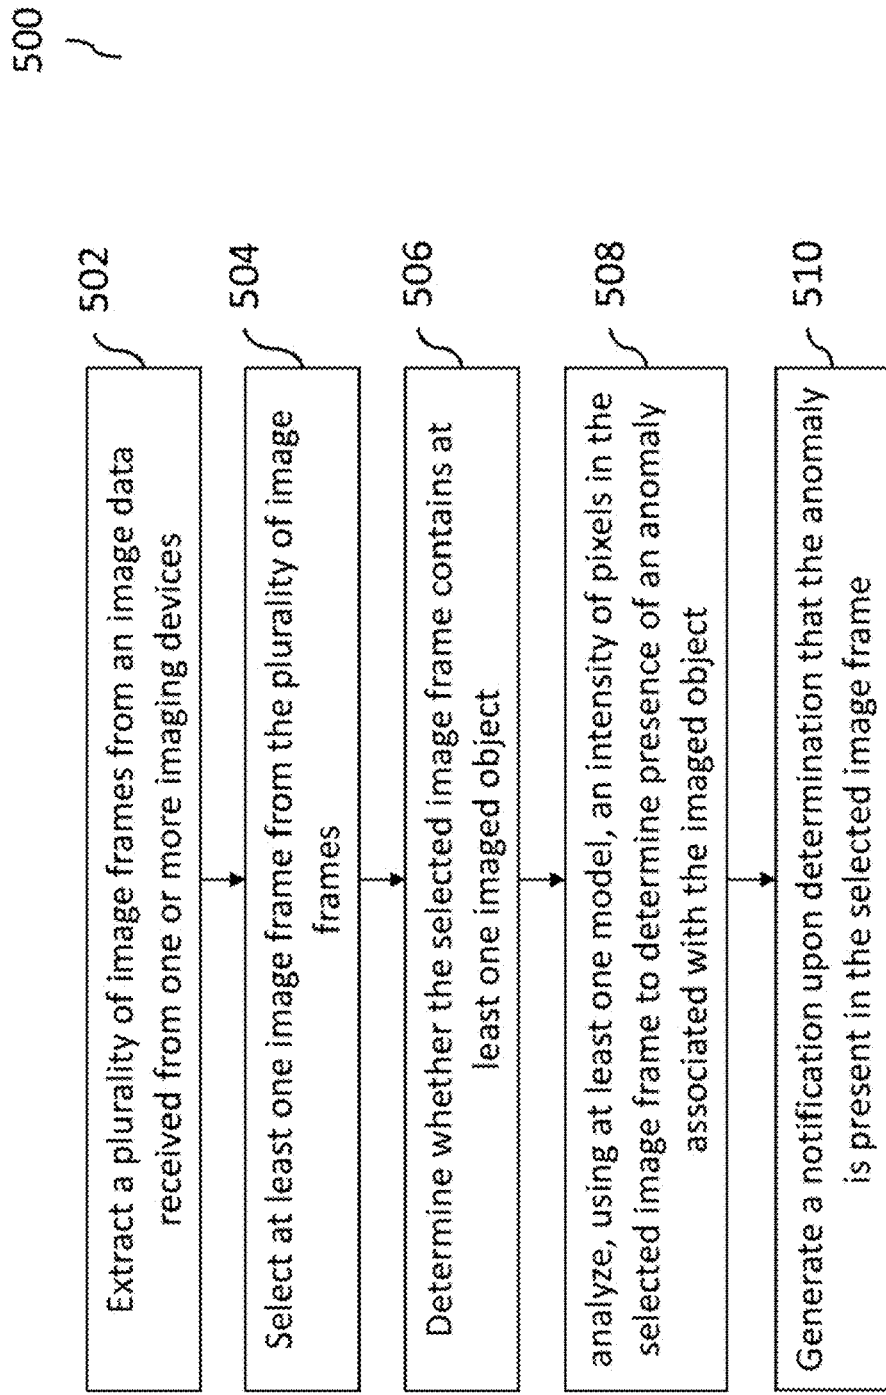 500
502
Extract a plurality of image frames from an image data
received from one or more imaging devices
504
Select at least one image frame from the plurality of image
frames
506
Determine whether the selected image frame contains at
least one imaged object
508
analyze, using at least one model, an intensity of pixels in the
selected image frame to determine presence of an anomaly
associated with the imaged object
510
Generate a notification upon determination that the anomaly
is present in the selected image frame